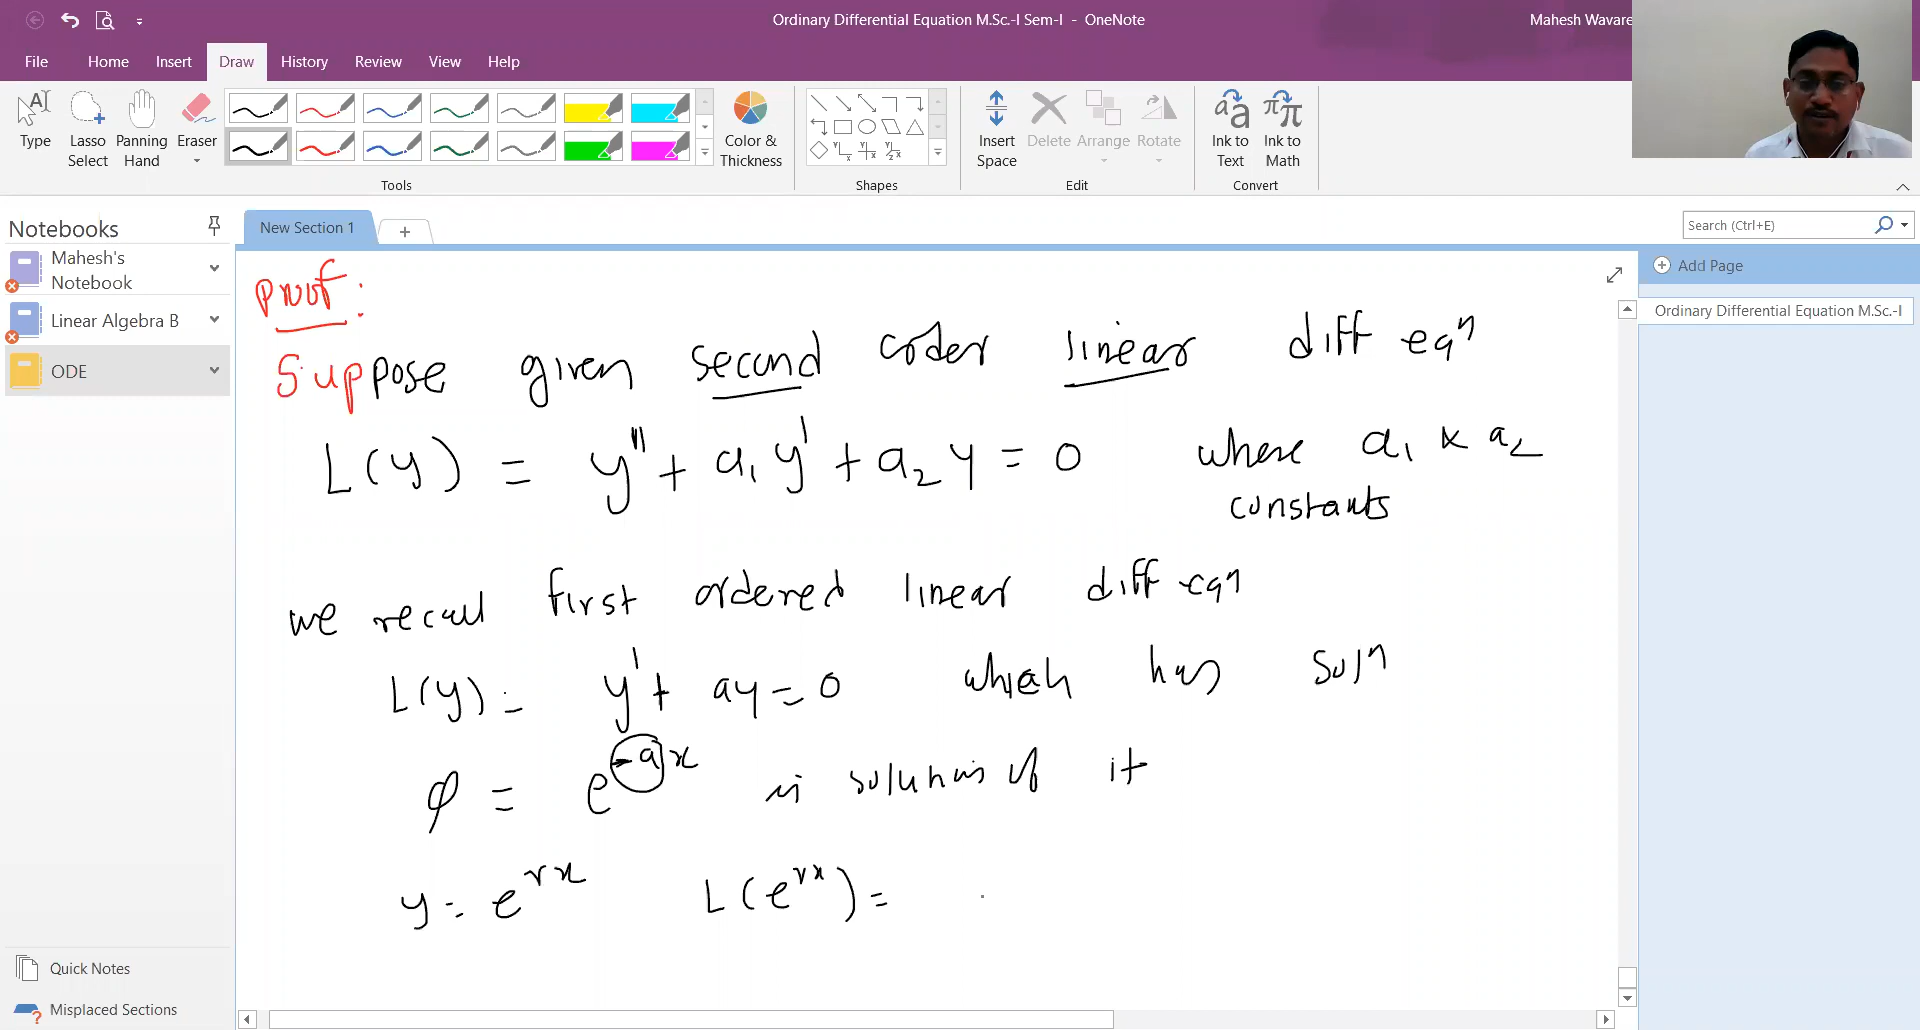 Ordinary Differential Equation M.Sc.-I Sem-I - OneNote
Mahesh Wavare
File Home Insert Draw History Review View Help
Type
Lasso Select
Panning Hand
Eraser
Color & Thickness
Insert Space
Delete
Arrange
Rotate
Ink to Text
Ink to Math
Tools
Shapes
Edit
Convert
Notebooks
New Section 1
Search (Ctrl+E)
Mahesh's Notebook
Linear Algebra B
ODE
Add Page
Ordinary Differential Equation M.Sc.-I
Proof:
Suppose given second order linear diff eqⁿ
L(y) = y'' + a₁y' + a₂y = 0 where a₁ & a₂
constants
we recall first ordered linear diff eqⁿ
L(y) = y' + ay = 0 which has solⁿ
φ = e^{-ax} is solution of it
y = e^{rx} L(e^{rx}) =
Quick Notes
Misplaced Sections